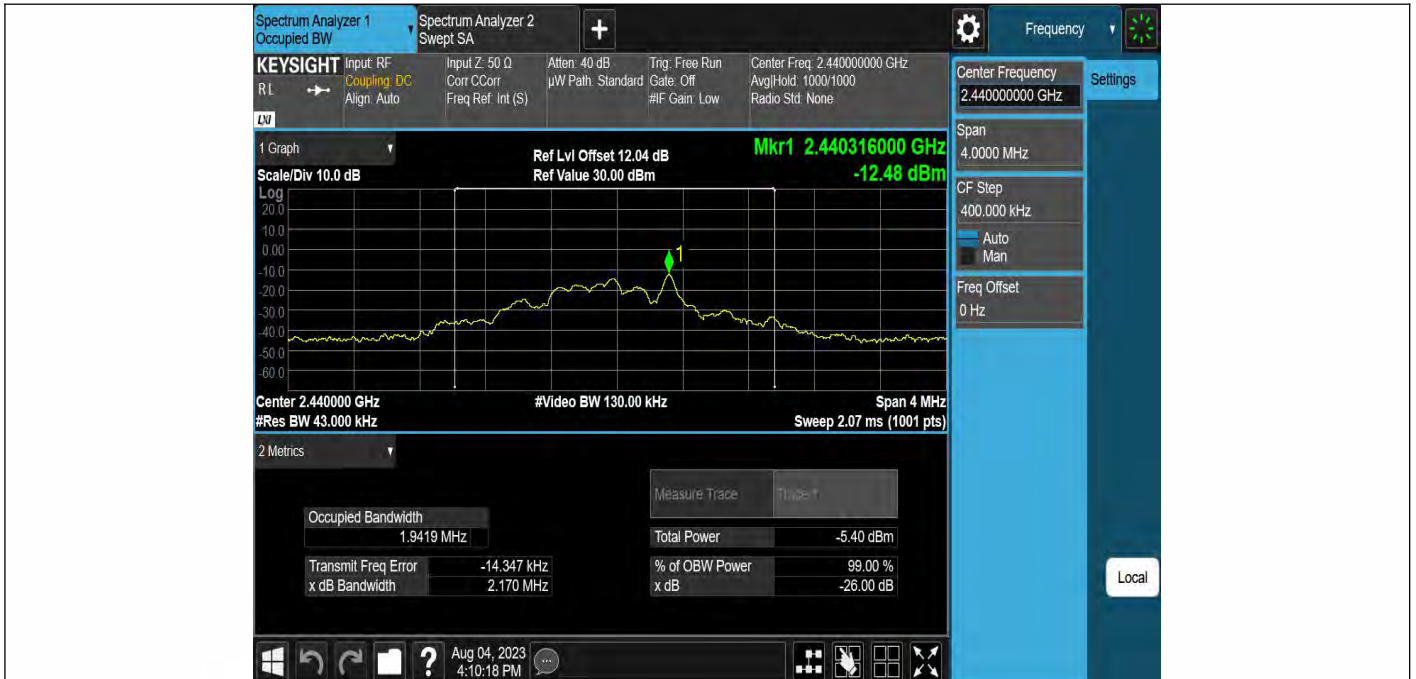 Spectrum Analyzer 1
Occupied BW
Spectrum Analyzer 2
Swept SA
+
Frequency
KEYSIGHT
R L
LXI
Input: RF
Coupling: DC
Align: Auto
Input Z: 50 Ω
Corr CCorr
Freq Ref: Int (S)
Atten: 40 dB
µW Path: Standard
Trig: Free Run
Gate: Off
#IF Gain: Low
Center Freq: 2.440000000 GHz
Avg|Hold: 1000/1000
Radio Std: None
Center Frequency
2.440000000 GHz
Settings
Span
4.0000 MHz
CF Step
400.000 kHz
Auto
Man
Freq Offset
0 Hz
Local
1 Graph
Scale/Div 10.0 dB
Ref Lvl Offset 12.04 dB
Ref Value 30.00 dBm
Mkr1 2.440316000 GHz
-12.48 dBm
Log
20.0
10.0
0.00
-10.0
-20.0
-30.0
-40.0
-50.0
-60.0
1
Center 2.440000 GHz
#Res BW 43.000 kHz
#Video BW 130.00 kHz
Span 4 MHz
Sweep 2.07 ms (1001 pts)
2 Metrics
Measure Trace
Trace 1
Occupied Bandwidth
1.9419 MHz
Total Power -5.40 dBm
Transmit Freq Error -14.347 kHz
% of OBW Power 99.00 %
x dB Bandwidth 2.170 MHz
x dB -26.00 dB
?
Aug 04, 2023
4:10:18 PM